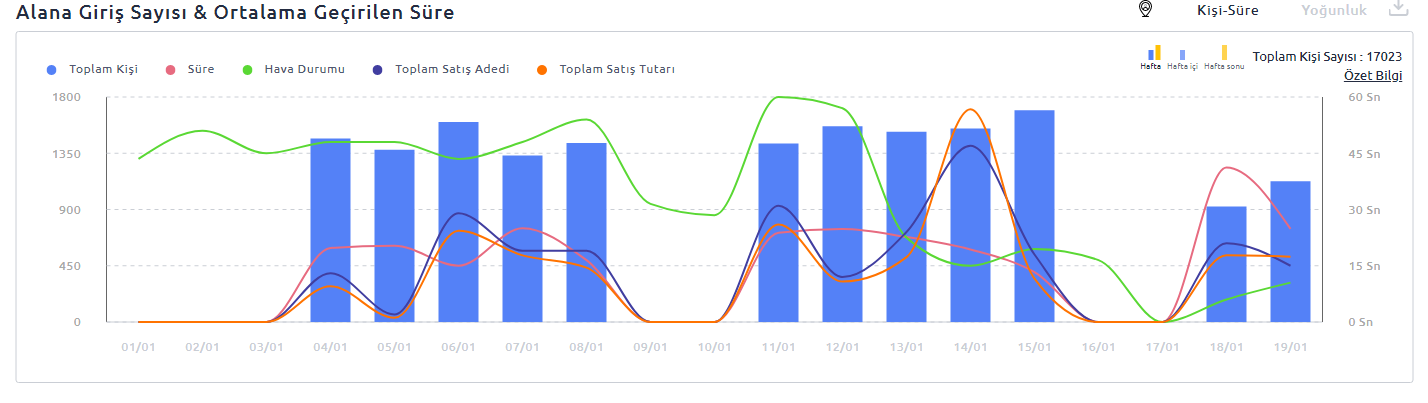 Alana Giriş Sayısı & Ortalama Geçirilen Süre
Kişi-Süre Yoğunluk
Toplam Kişi Süre Hava Durumu Toplam Satış Adedi Toplam Satış Tutarı
Hafta Hafta içi Hafta sonu
Toplam Kişi Sayısı : 17023
Özet Bilgi
1800 60 Sn
1350 45 Sn
900 30 Sn
450 15 Sn
0 0 Sn
01/01 02/01 03/01 04/01 05/01 06/01 07/01 08/01 09/01 10/01 11/01 12/01 13/01 14/01 15/01 16/01 17/01 18/01 19/01